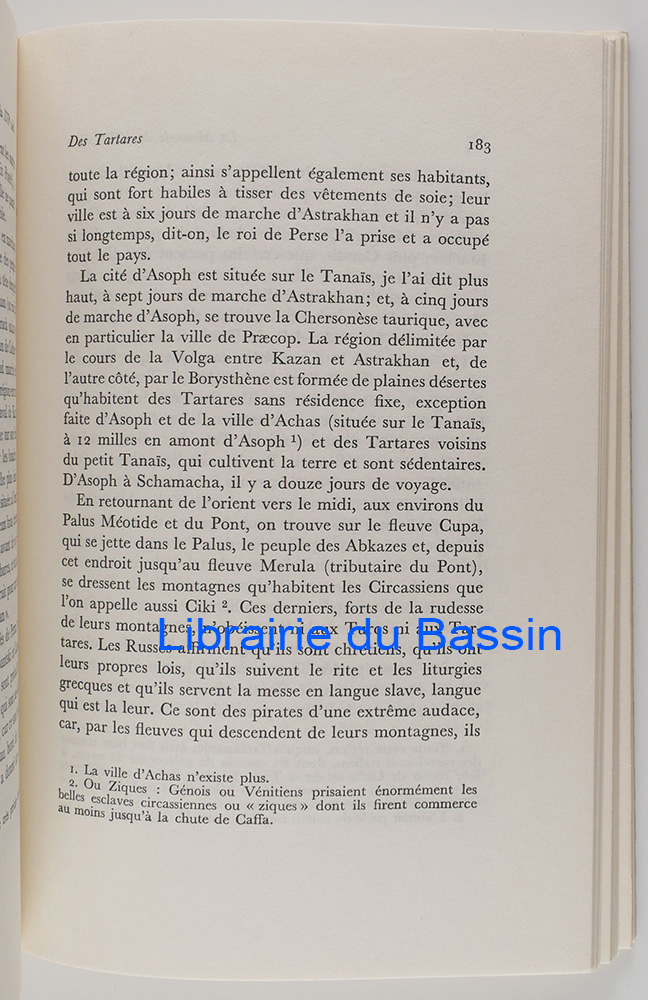 Des Tartares
183
toute la région; ainsi s'appellent également ses habitants,
qui sont fort habiles à tisser des vêtements de soie; leur
ville est à six jours de marche d'Astrakhan et il n'y a pas
si longtemps, dit-on, le roi de Perse l'a prise et a occupé
tout le pays.
La cité d'Asoph est située sur le Tanaïs, je l'ai dit plus
haut, à sept jours de marche d'Astrakhan; et, à cinq jours
de marche d'Asoph, se trouve la Chersonèse taurique, avec
en particulier la ville de Præcop. La région délimitée par
le cours de la Volga entre Kazan et Astrakhan et, de
l'autre côté, par le Borysthène est formée de plaines désertes
qu'habitent des Tartares sans résidence fixe, exception
faite d'Asoph et de la ville d'Achas (située sur le Tanaïs,
à 12 milles en amont d'Asoph ¹) et des Tartares voisins
du petit Tanaïs, qui cultivent la terre et sont sédentaires.
D'Asoph à Schamacha, il y a douze jours de voyage.
En retournant de l'orient vers le midi, aux environs du
Palus Méotide et du Pont, on trouve sur le fleuve Cupa,
qui se jette dans le Palus, le peuple des Abkazes et, depuis
cet endroit jusqu'au fleuve Merula (tributaire du Pont),
se dressent les montagnes qu'habitent les Circassiens que
l'on appelle aussi Ciki ². Ces derniers, forts de la rudesse
de leurs montagnes, n'obéissent ni aux Turcs ni aux Tar-
tares. Les Russes affirment qu'ils sont chrétiens, qu'ils ont
leurs propres lois, qu'ils suivent le rite et les liturgies
grecques et qu'ils servent la messe en langue slave, langue
qui est la leur. Ce sont des pirates d'une extrême audace,
car, par les fleuves qui descendent de leurs montagnes, ils
1. La ville d'Achas n'existe plus.
2. Ou Ziques : Génois ou Vénitiens prisaient énormément les
belles esclaves circassiennes ou « ziques » dont ils firent commerce
au moins jusqu'à la chute de Caffa.
Librairie du Bassin